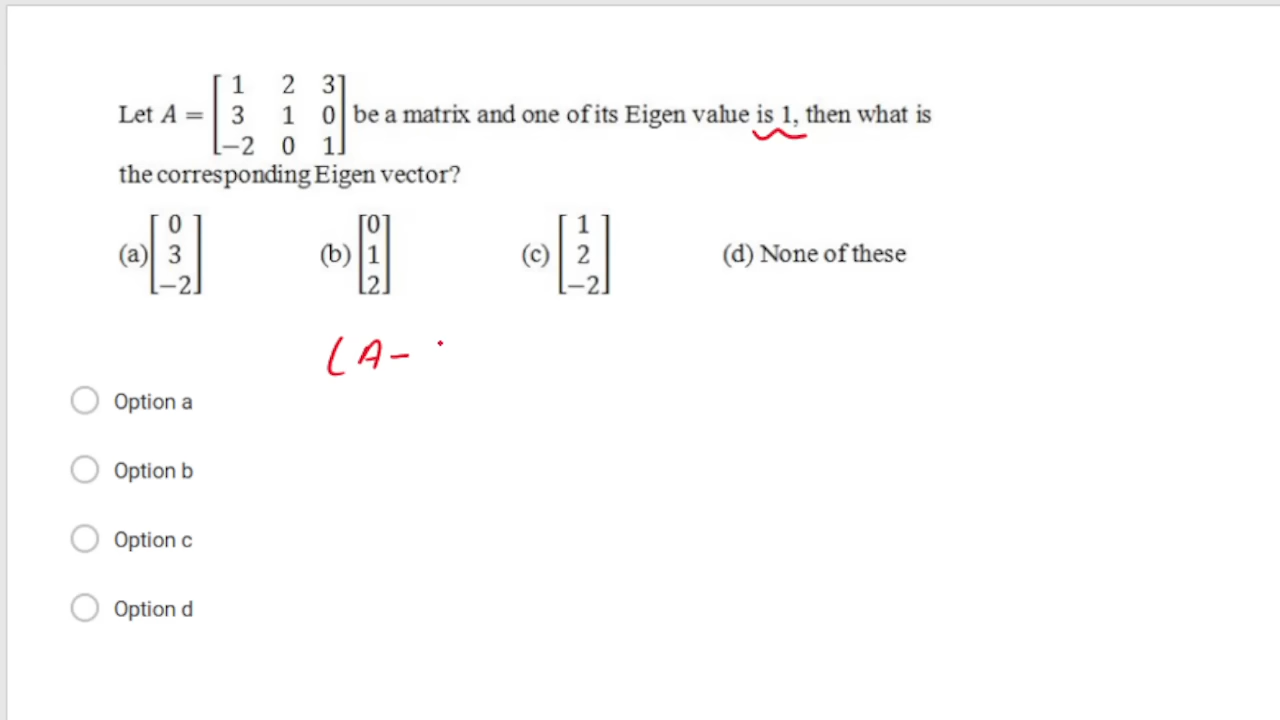 Let A = [1 2 3; 3 1 0; −2 0 1] be a matrix and one of its Eigen value is 1, then what is
the corresponding Eigen vector?
(a) [0; 3; −2] (b) [0; 1; 2] (c) [1; 2; −2] (d) None of these
(A-
Option a
Option b
Option c
Option d